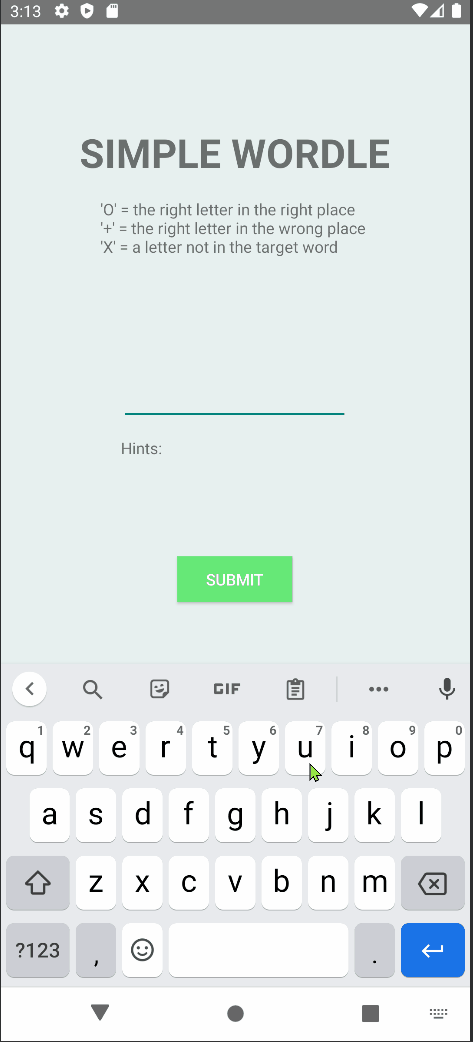 3:13
SIMPLE WORDLE
'O' = the right letter in the right place
'+' = the right letter in the wrong place
'X' = a letter not in the target word
Hints:
SUBMIT
GIF
1 2 3 4 5 6 7 8 9 0
q w e r t y u i o p
a s d f g h j k l
z x c v b n m
?123 , .